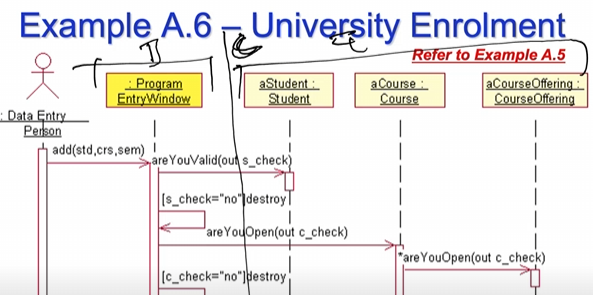 Example A.6 – University Enrolment
Refer to Example A.5
: Program
EntryWindow
aStudent :
Student
aCourse :
Course
aCourseOffering :
CourseOffering
: Data Entry
Person
add(std,crs,sem)
areYouValid(out s_check)
[s_check="no"]destroy
areYouOpen(out c_check)
*areYouOpen(out c_check)
[c_check="no"]destroy